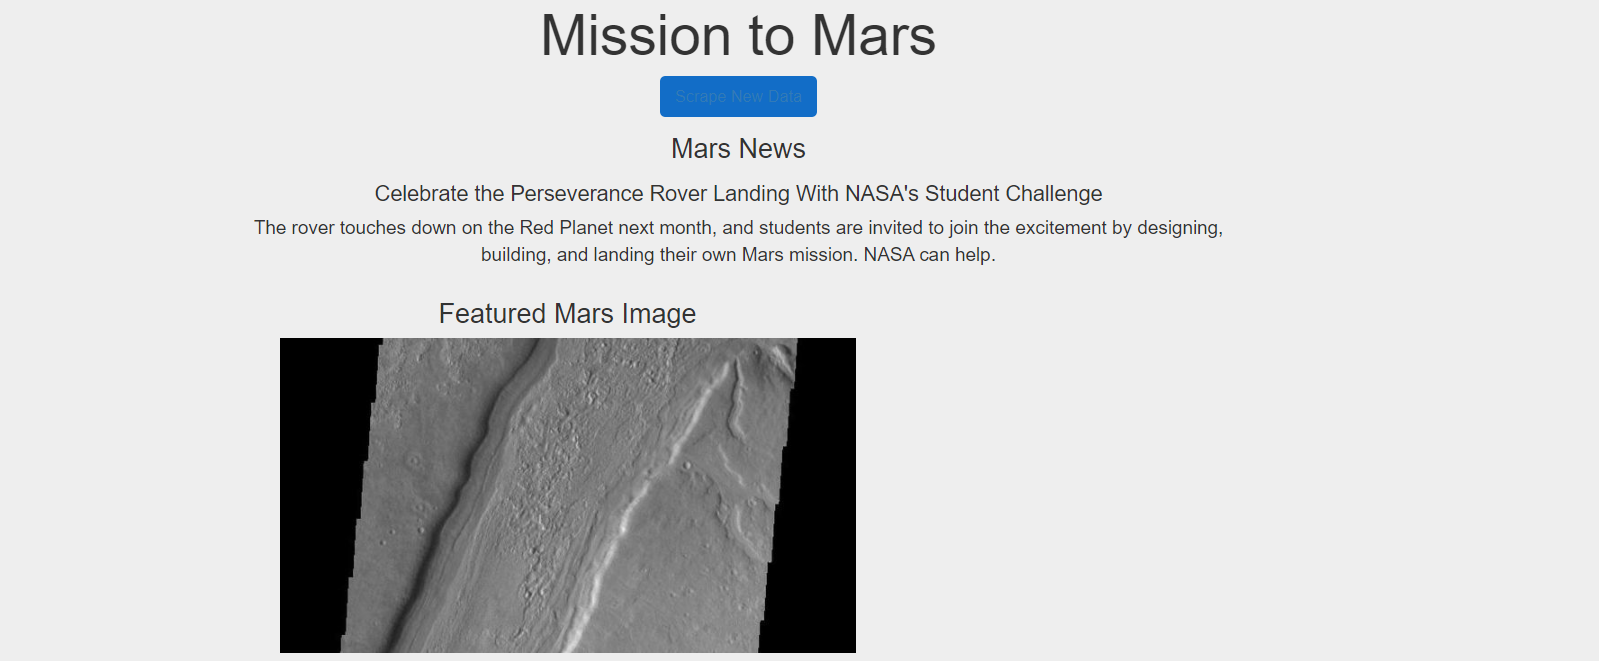 Mission to Mars
Scrape New Data
Mars News
Celebrate the Perseverance Rover Landing With NASA's Student Challenge
The rover touches down on the Red Planet next month, and students are invited to join the excitement by designing,
building, and landing their own Mars mission. NASA can help.
Featured Mars Image